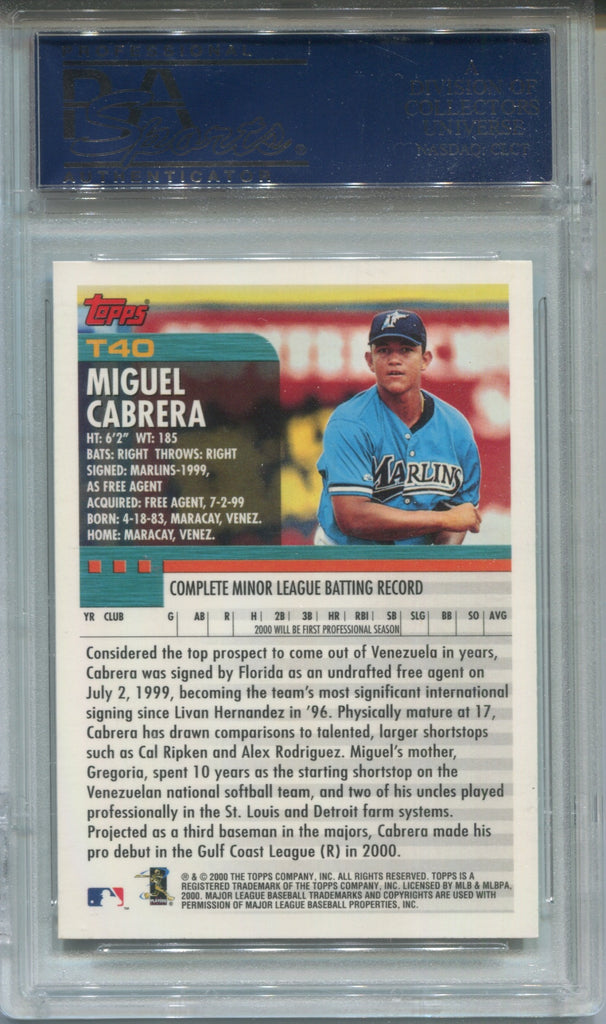 PROFESSIONAL
PSA
Sports®
AUTHENTICATOR
A
DIVISION OF
COLLECTORS
UNIVERSE
NASDAQ: CLCT
Topps®
T40
MIGUEL
CABRERA
HT: 6'2" WT: 185
BATS: RIGHT THROWS: RIGHT
SIGNED: MARLINS-1999,
AS FREE AGENT
ACQUIRED: FREE AGENT, 7-2-99
BORN: 4-18-83, MARACAY, VENEZ.
HOME: MARACAY, VENEZ.
F
MARLINS
COMPLETE MINOR LEAGUE BATTING RECORD
YR CLUB G AB R H 2B 3B HR RBI SB SLG BB SO AVG
2000 WILL BE FIRST PROFESSIONAL SEASON
Considered the top prospect to come out of Venezuela in years,
Cabrera was signed by Florida as an undrafted free agent on
July 2, 1999, becoming the team's most significant international
signing since Livan Hernandez in '96. Physically mature at 17,
Cabrera has drawn comparisons to talented, larger shortstops
such as Cal Ripken and Alex Rodriguez. Miguel's mother,
Gregoria, spent 10 years as the starting shortstop on the
Venezuelan national softball team, and two of his uncles played
professionally in the St. Louis and Detroit farm systems.
Projected as a third baseman in the majors, Cabrera made his
pro debut in the Gulf Coast League (R) in 2000.
® & © 2000 THE TOPPS COMPANY, INC. ALL RIGHTS RESERVED. TOPPS IS A
REGISTERED TRADEMARK OF THE TOPPS COMPANY, INC. LICENSED BY MLB & MLBPA,
2000. MAJOR LEAGUE BASEBALL TRADEMARKS AND COPYRIGHTS ARE USED WITH
PERMISSION OF MAJOR LEAGUE BASEBALL PROPERTIES, INC.